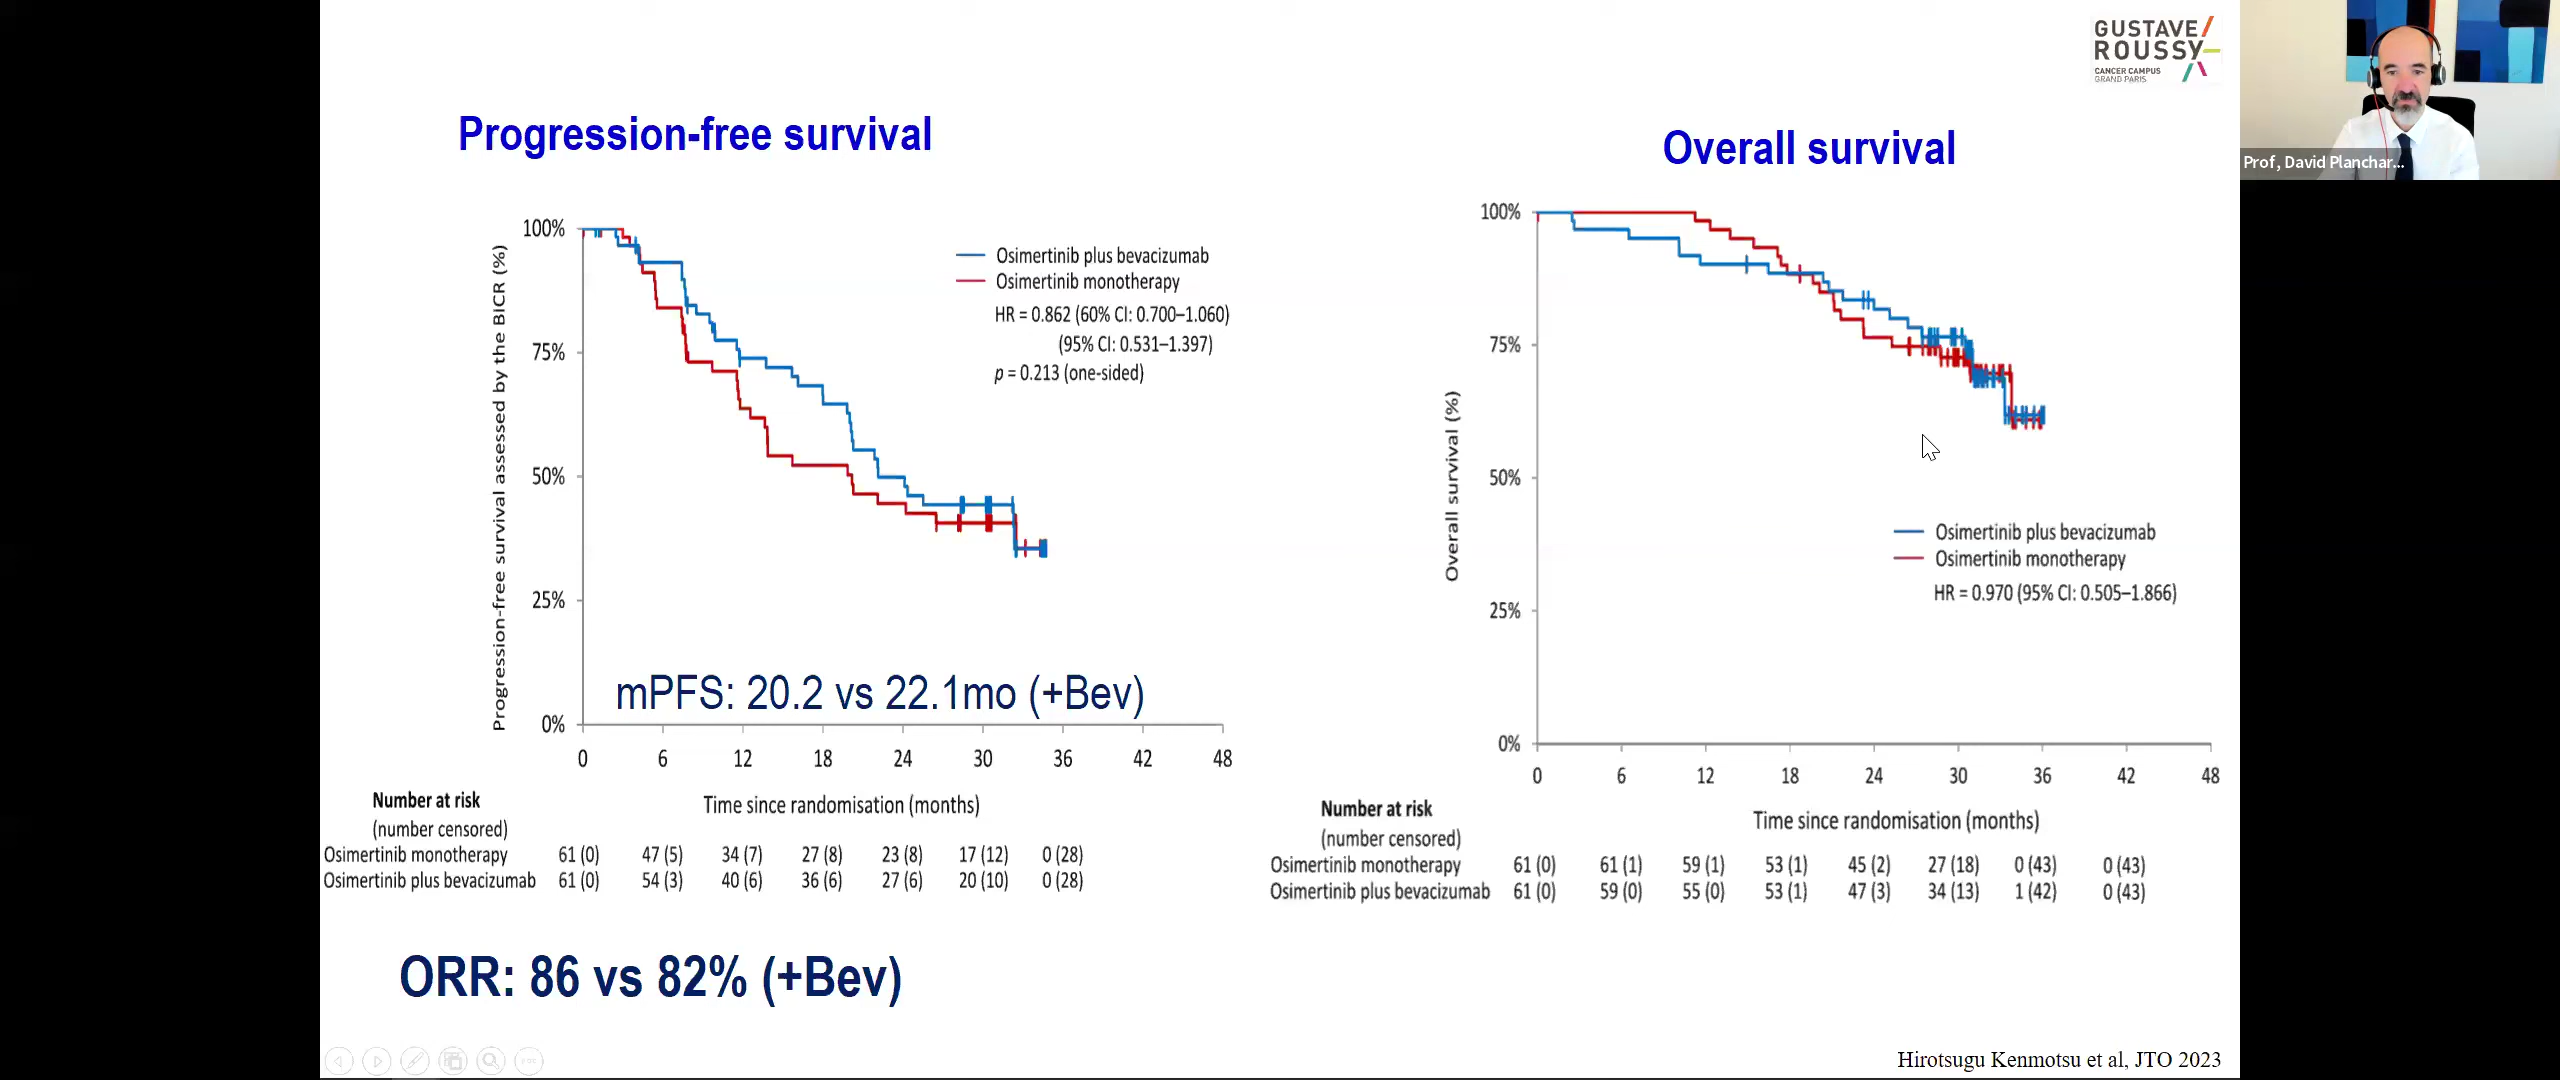 GUSTAVE/
ROUSSY
CANCER CAMPUS
GRAND PARIS
Prof, David Planchar...
Progression-free survival
Progression-free survival assessed by the BICR (%)
100%
75%
50%
25%
0%
Osimertinib plus bevacizumab
Osimertinib monotherapy
HR = 0.862 (60% CI: 0.700–1.060)
(95% CI: 0.531–1.397)
p = 0.213 (one-sided)
mPFS: 20.2 vs 22.1mo (+Bev)
0 6 12 18 24 30 36 42 48
Time since randomisation (months)
Number at risk
(number censored)
Osimertinib monotherapy 61 (0) 47 (5) 34 (7) 27 (8) 23 (8) 17 (12) 0 (28)
Osimertinib plus bevacizumab 61 (0) 54 (3) 40 (6) 36 (6) 27 (6) 20 (10) 0 (28)
ORR: 86 vs 82% (+Bev)
Overall survival
Overall survival (%)
100%
75%
50%
25%
0%
Osimertinib plus bevacizumab
Osimertinib monotherapy
HR = 0.970 (95% CI: 0.505–1.866)
0 6 12 18 24 30 36 42 48
Time since randomisation (months)
Number at risk
(number censored)
Osimertinib monotherapy 61 (0) 61 (1) 59 (1) 53 (1) 45 (2) 27 (18) 0 (43) 0 (43)
Osimertinib plus bevacizumab 61 (0) 59 (0) 55 (0) 53 (1) 47 (3) 34 (13) 1 (42) 0 (43)
Hirotsugu Kenmotsu et al, JTO 2023